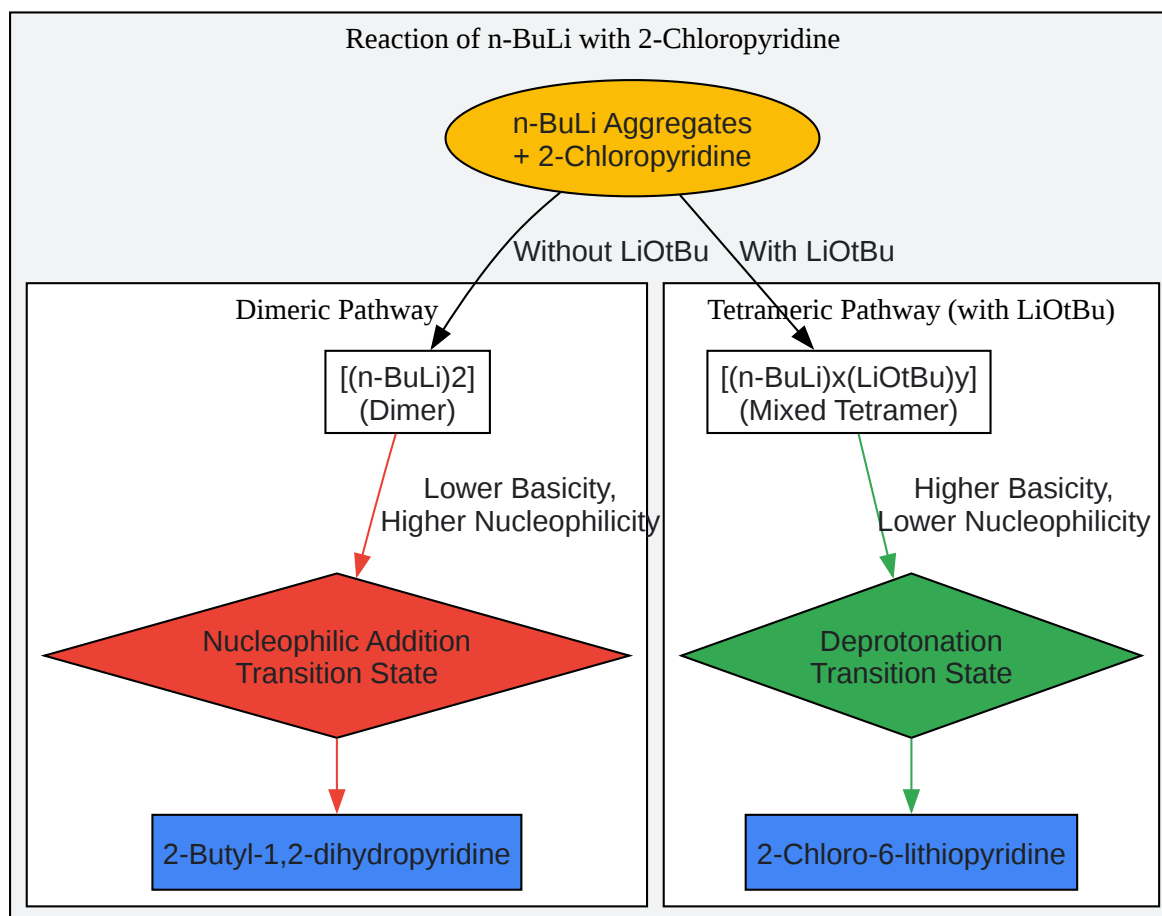 Reaction of n-BuLi with 2-Chloropyridine
n-BuLi Aggregates
+ 2-Chloropyridine
Without LiOtBu
With LiOtBu
Dimeric Pathway
[(n-BuLi)2]
(Dimer)
Lower Basicity,
Higher Nucleophilicity
Nucleophilic Addition
Transition State
2-Butyl-1,2-dihydropyridine
Tetrameric Pathway (with LiOtBu)
[(n-BuLi)x(LiOtBu)y]
(Mixed Tetramer)
Higher Basicity,
Lower Nucleophilicity
Deprotonation
Transition State
2-Chloro-6-lithiopyridine